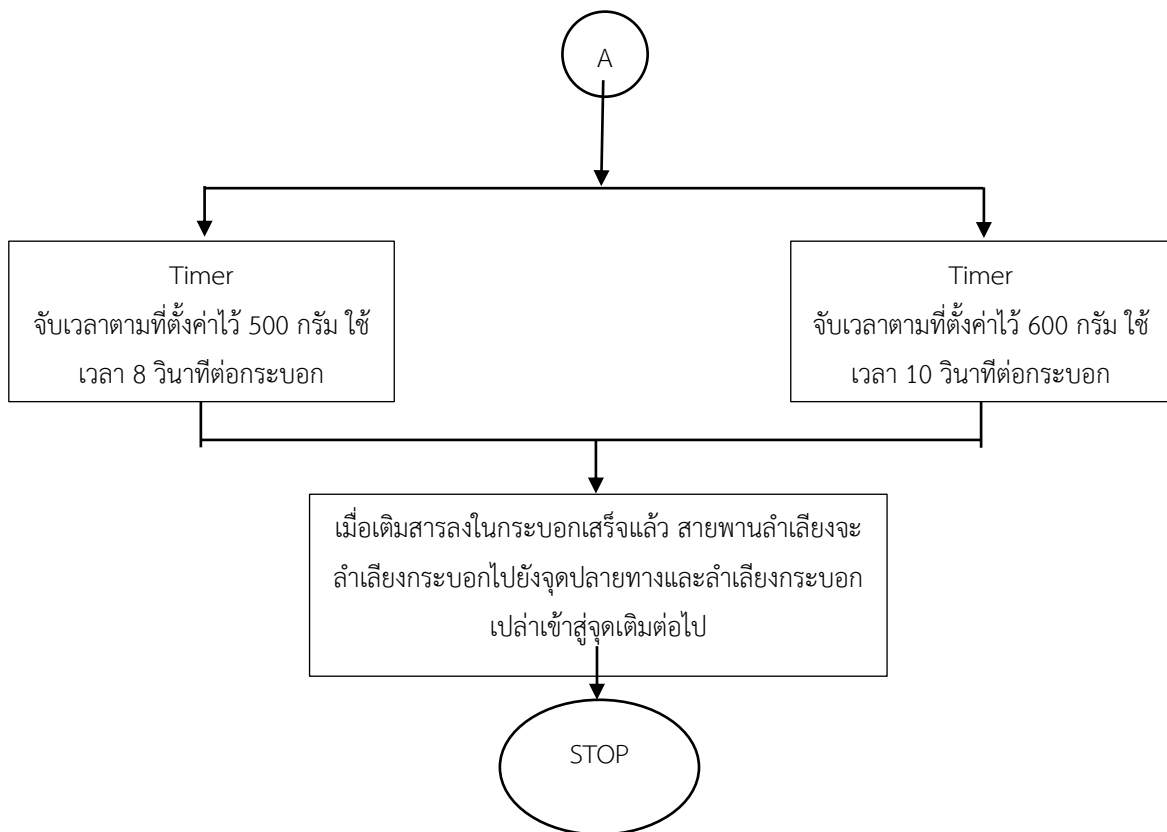 A
Timer
จับเวลาตามที่ตั้งค่าไว้ 500 กรัม ใช้
เวลา 8 วินาทีต่อกระบอก
Timer
จับเวลาตามที่ตั้งค่าไว้ 600 กรัม ใช้
เวลา 10 วินาทีต่อกระบอก
เมื่อเติมสารลงในกระบอกเสร็จแล้ว สายพานลำเลียงจะ
ลำเลียงกระบอกไปยังจุดปลายทางและลำเลียงกระบอก
เปล่าเข้าสู่จุดเติมต่อไป
STOP